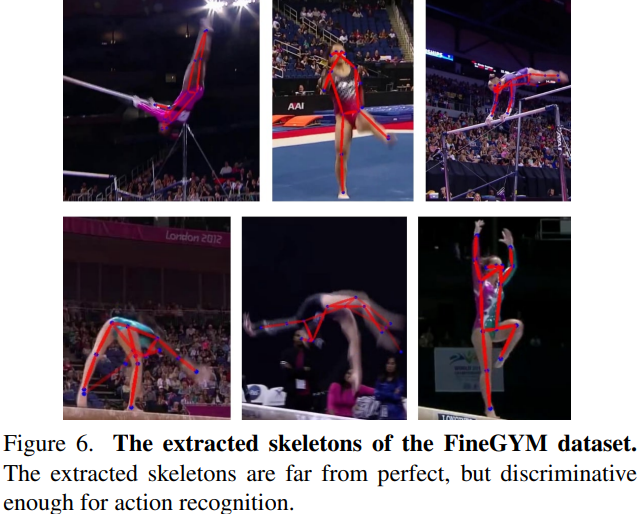 AAI
London 2012
Figure 6. The extracted skeletons of the FineGYM dataset.
The extracted skeletons are far from perfect, but discriminative
enough for action recognition.